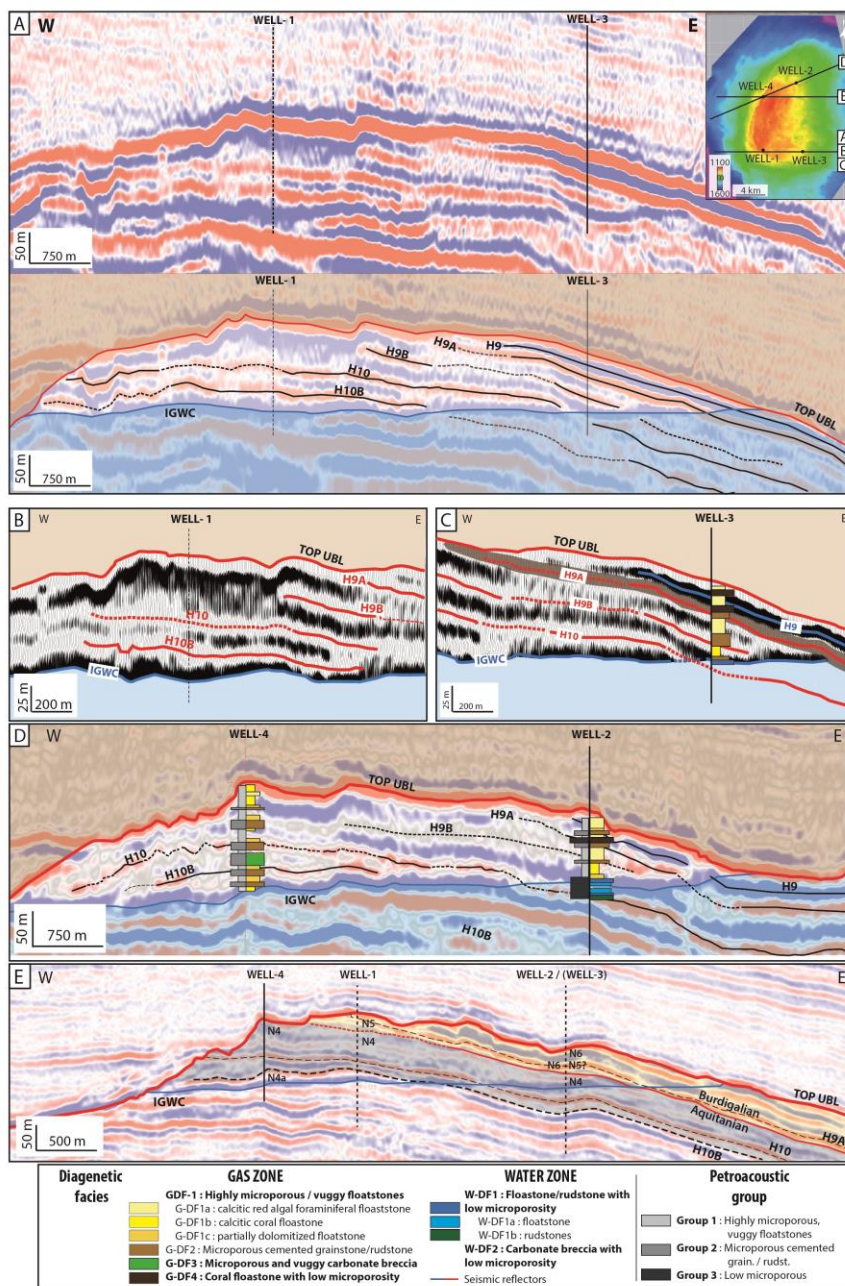 A W WELL-1 WELL-3 E
WELL-2
WELL-4
D
E
A
B
C
WELL-1 WELL-3
1100
1600
4 km
50 m
750 m
WELL-1 WELL-3
H9A H9
H9B
H10
H10B
IGWC
TOP UBL
50 m
750 m
B W WELL-1 E
TOP UBL
H9A
H9B
H10
H10B
IGWC
25 m
200 m
C W WELL-3 E
TOP UBL
H9A
H9B
H9
H10
IGWC
25 m
200 m
D W WELL-4 WELL-2 E
TOP UBL
H9A
H9B
H10
H10B
H9
IGWC
H10B
50 m
750 m
E W WELL-4 WELL-1 WELL-2 / (WELL-3) E
N5
N4 N4
N6
N6 N5?
N4a N4
IGWC
TOP UBL
Burdigalian
Aquitanian
H9A
H10
H10B
50 m
500 m
Diagenetic facies
GAS ZONE
GDF-1 : Highly microporous / vuggy floatstones
G-DF1a : calcitic red algal foraminiferal floatstone
G-DF1b : calcitic coral floatstone
G-DF1c : partially dolomitized floatstone
G-DF2 : Microporous cemented grainstone/rudstone
G-DF3 : Microporous and vuggy carbonate breccia
G-DF4 : Coral floastone with low microporosity
WATER ZONE
W-DF1 : Floastone/rudstone with
low microporosity
W-DF1a : floatstone
W-DF1b : rudstones
W-DF2 : Carbonate breccia with
low microporosity
Seismic reflectors
Petroacoustic group
Group 1 : Highly microporous,
vuggy floatstones
Group 2 : Microporous cemented
grain. / rudst.
Group 3 : Low microporous